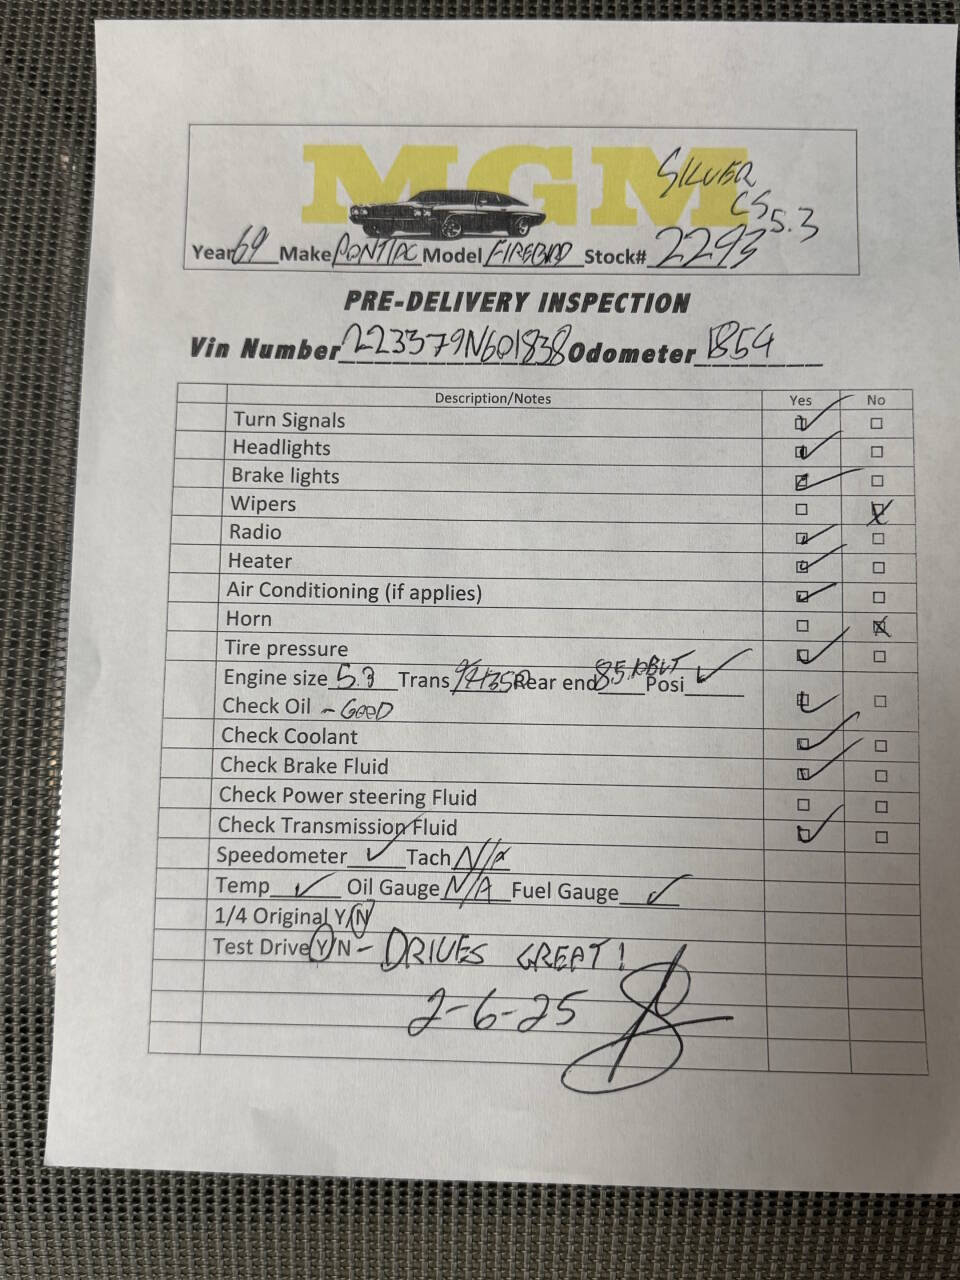 MGM
SILVER
CS 5.3
Year 69 Make PONTIAC Model FIREBIRD Stock# 2293
PRE-DELIVERY INSPECTION
Vin Number 223379N601838 Odometer 1854
Description/Notes Yes No
Turn Signals
Headlights
Brake lights
Wipers
Radio
Heater
Air Conditioning (if applies)
Horn
Tire pressure
Engine size 5.3 Trans Rear end 8.5 10 BOLT Posi ✓
Check Oil - GOOD
Check Coolant
Check Brake Fluid
Check Power steering Fluid
Check Transmission Fluid
Speedometer ✓ Tach N/A
Temp ✓ Oil Gauge N/A Fuel Gauge ✓
1/4 Original Y/N
Test Drive Y/N - DRIVES GREAT!
2-6-25